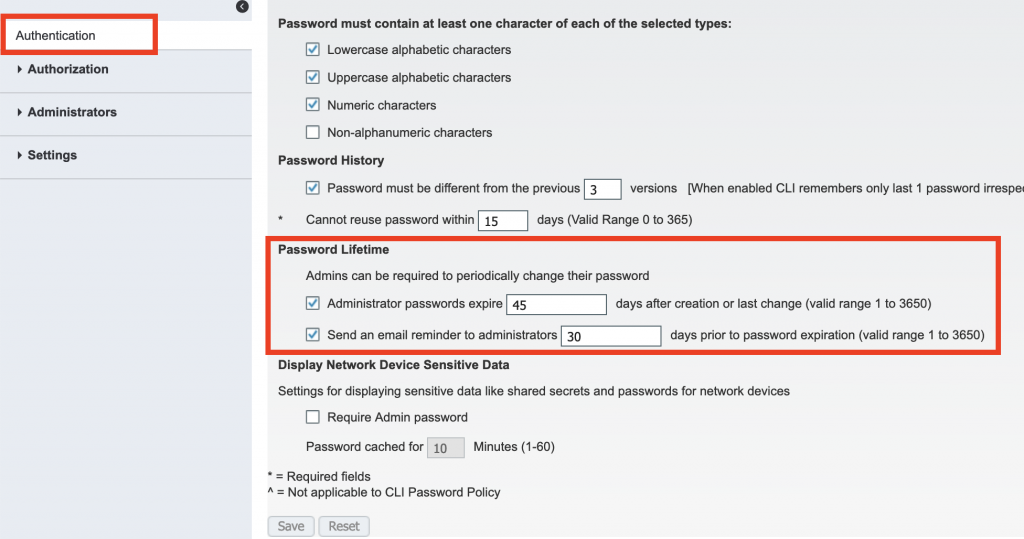 Authentication
Authorization
Administrators
Settings
Password must contain at least one character of each of the selected types:
Lowercase alphabetic characters
Uppercase alphabetic characters
Numeric characters
Non-alphanumeric characters
Password History
Password must be different from the previous 3 versions [When enabled CLI remembers only last 1 password
* Cannot reuse password within 15 days (Valid Range 0 to 365)
Password Lifetime
Admins can be required to periodically change their password
Administrator passwords expire 45 days after creation or last change (valid range 1 to 3650)
Send an email reminder to administrators 30 days prior to password expiration (valid range 1 to 3650)
Display Network Device Sensitive Data
Settings for displaying sensitive data like shared secrets and passwords for network devices
Require Admin password
Password cached for 10 Minutes (1-60)
* = Required fields
^ = Not applicable to CLI Password Policy
Save Reset